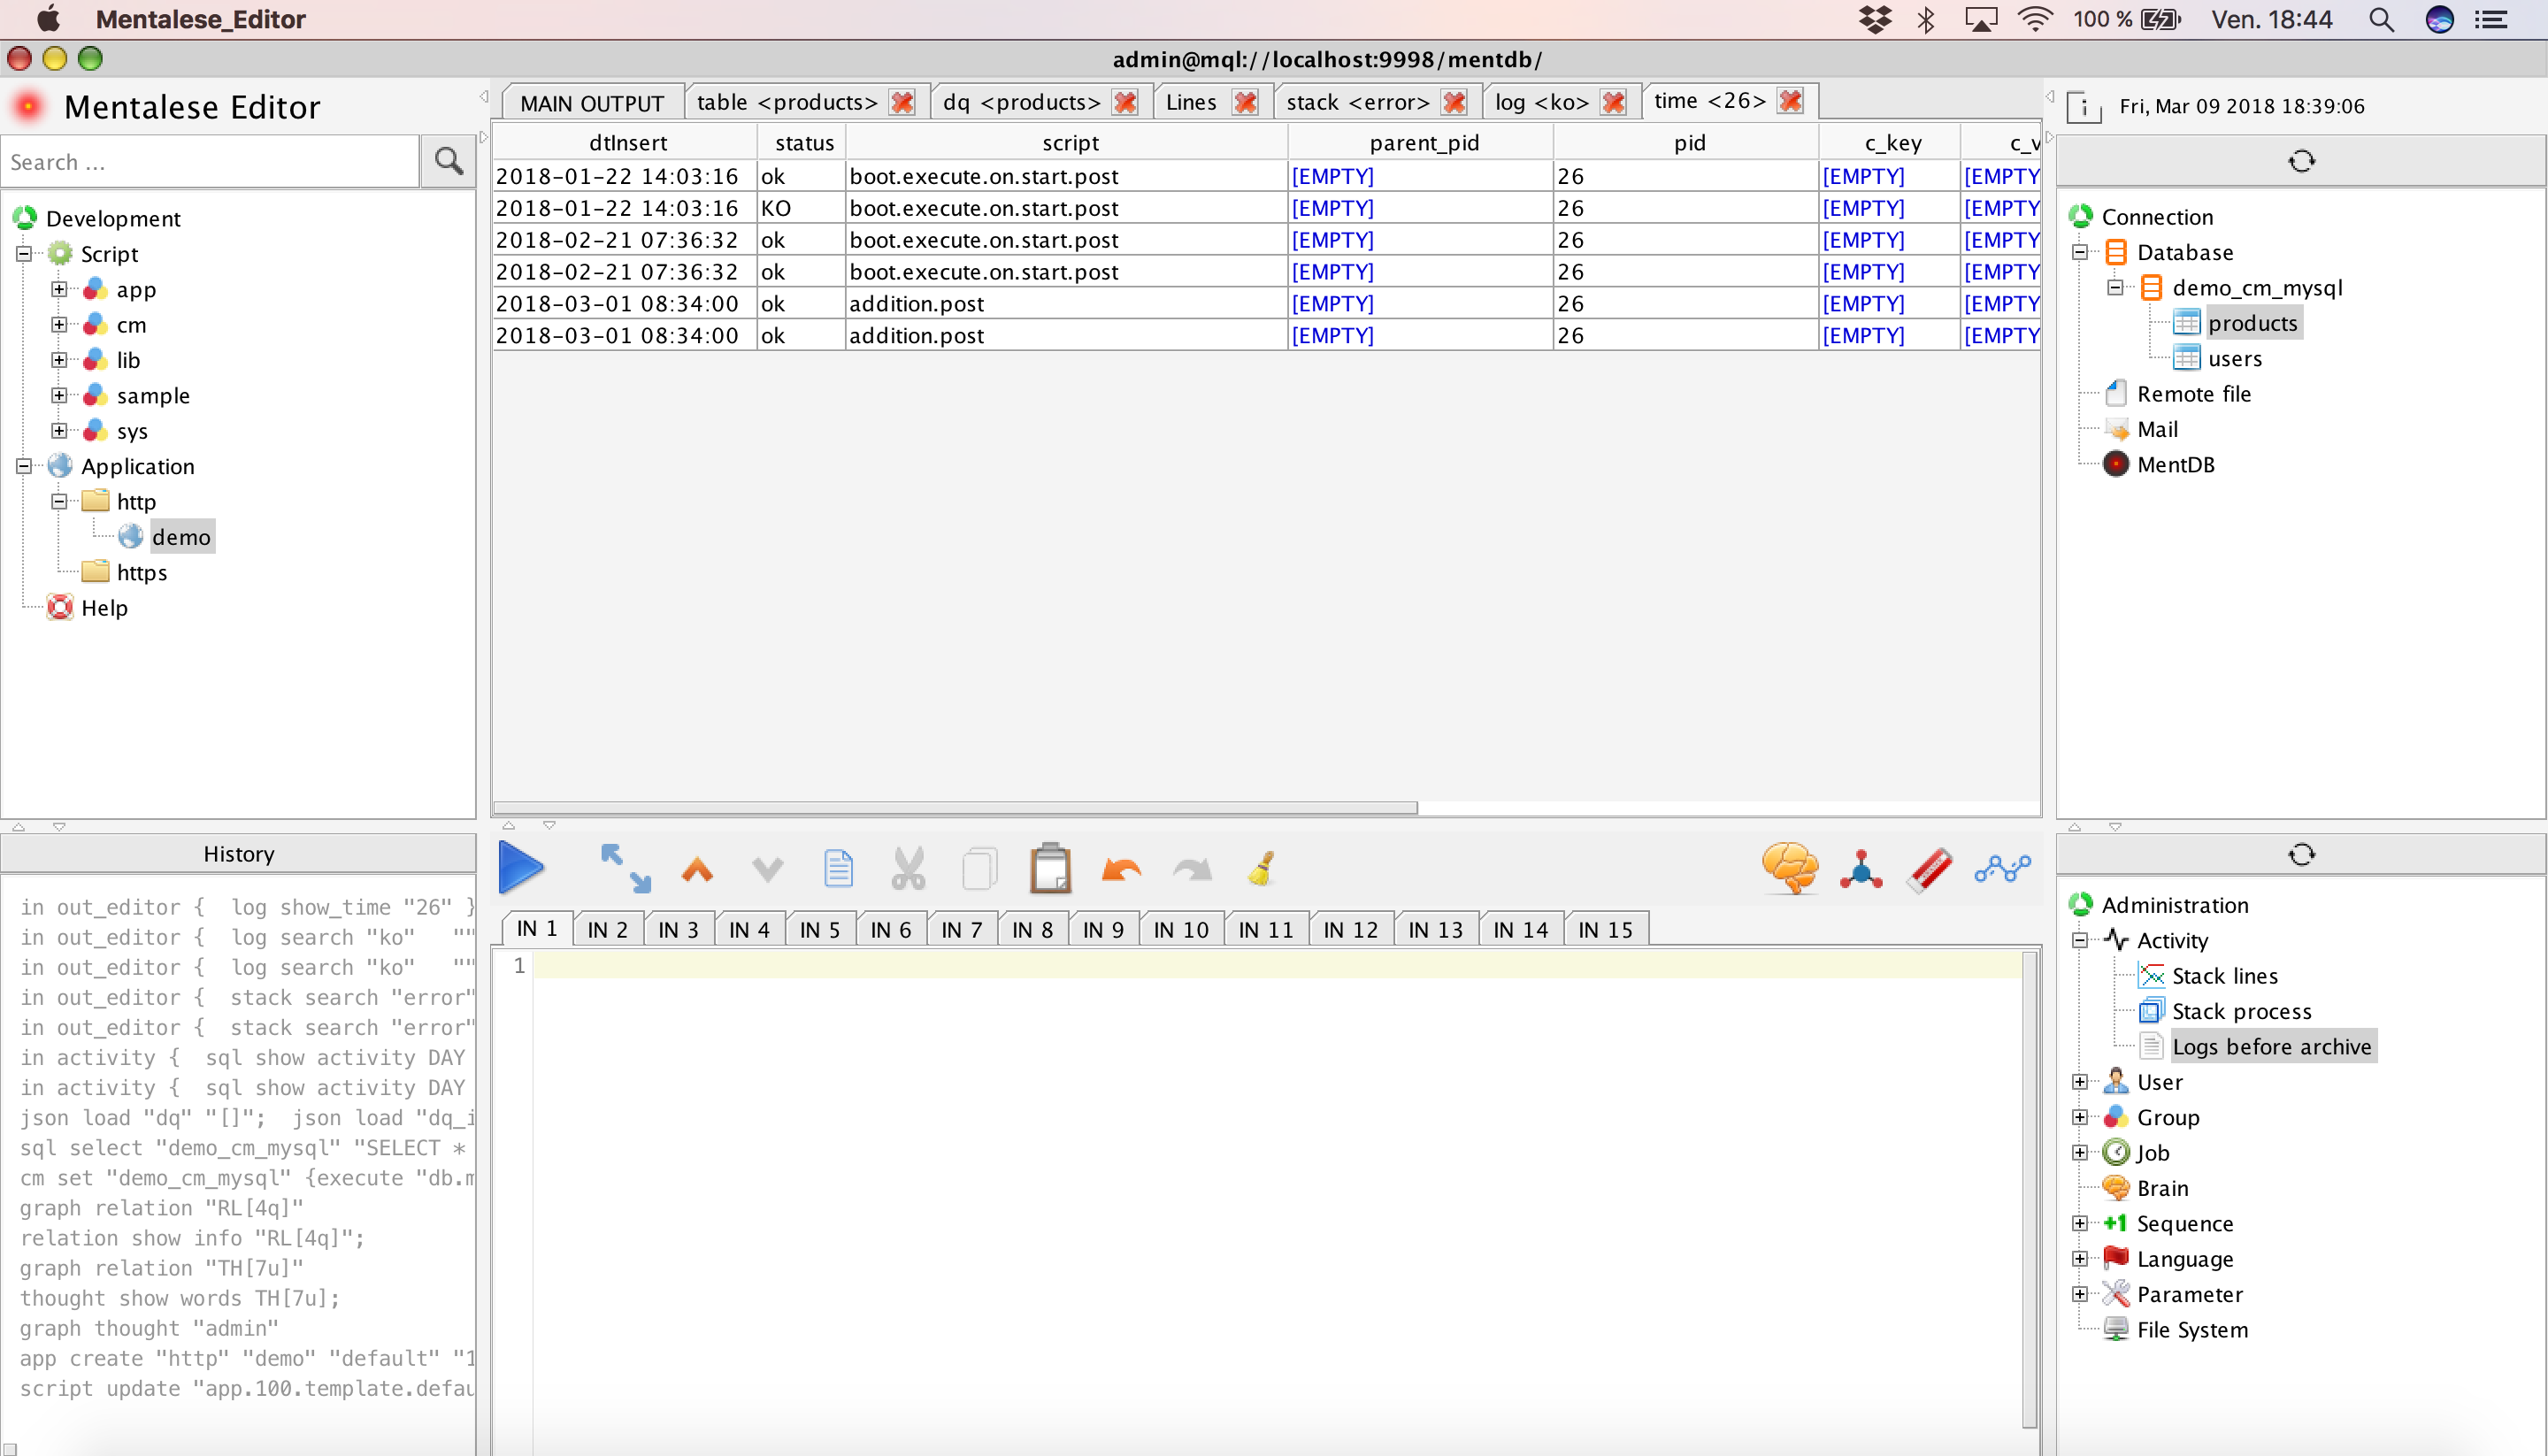 Mentalese_Editor
100 %
Ven. 18:44
admin@mql://localhost:9998/mentdb/
Mentalese Editor
Search ...
Development
Script
app
cm
lib
sample
sys
Application
http
demo
https
Help
MAIN OUTPUT
table <products>
dq <products>
Lines
stack <error>
log <ko>
time <26>
dtInsert status script parent_pid pid c_key c_v
2018-01-22 14:03:16 ok boot.execute.on.start.post [EMPTY] 26 [EMPTY] [EMPTY
2018-01-22 14:03:16 KO boot.execute.on.start.post [EMPTY] 26 [EMPTY] [EMPTY
2018-02-21 07:36:32 ok boot.execute.on.start.post [EMPTY] 26 [EMPTY] [EMPTY
2018-02-21 07:36:32 ok boot.execute.on.start.post [EMPTY] 26 [EMPTY] [EMPTY
2018-03-01 08:34:00 ok addition.post [EMPTY] 26 [EMPTY] [EMPTY
2018-03-01 08:34:00 ok addition.post [EMPTY] 26 [EMPTY] [EMPTY
Fri, Mar 09 2018 18:39:06
Connection
Database
demo_cm_mysql
products
users
Remote file
Mail
MentDB
History
in out_editor {  log show_time "26" }
in out_editor {  log search "ko"   ""
in out_editor {  log search "ko"   ""
in out_editor {  stack search "error"
in out_editor {  stack search "error"
in activity {  sql show activity DAY
in activity {  sql show activity DAY
json load "dq" "[]";  json load "dq_i
sql select "demo_cm_mysql" "SELECT *
cm set "demo_cm_mysql" {execute "db.m
graph relation "RL[4q]"
relation show info "RL[4q]";
graph relation "TH[7u]"
thought show words TH[7u];
graph thought "admin"
app create "http" "demo" "default" "1
script update "app.100.template.defau
IN 1 IN 2 IN 3 IN 4 IN 5 IN 6 IN 7 IN 8 IN 9 IN 10 IN 11 IN 12 IN 13 IN 14 IN 15
1
Administration
Activity
Stack lines
Stack process
Logs before archive
User
Group
Job
Brain
+1 Sequence
Language
Parameter
File System